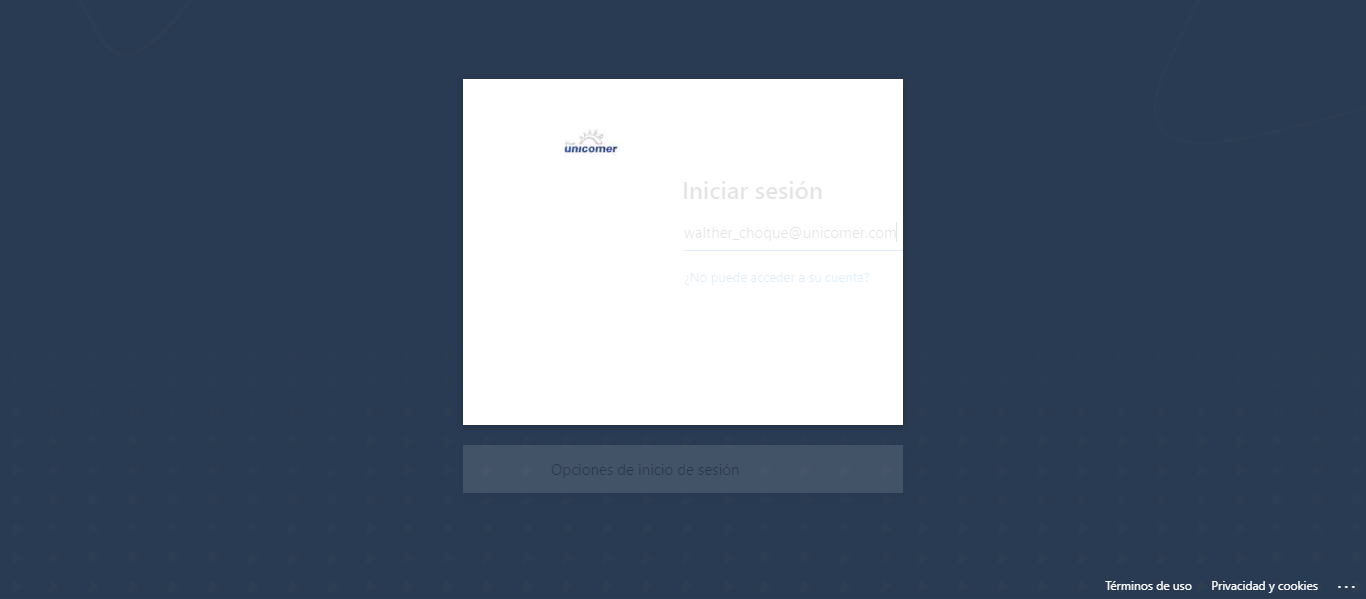 unicomer
Iniciar sesión
walther_choque@unicomer.com
¿No puede acceder a su cuenta?
Opciones de inicio de sesión
Términos de uso Privacidad y cookies ...